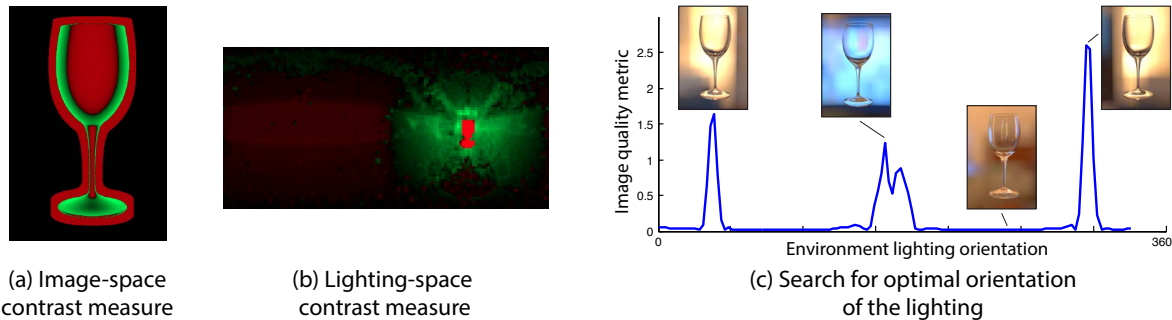 Image quality metric
2.5
2
1.5
1
0.5
0
0
360
Environment lighting orientation
(a) Image-space
contrast measure
(b) Lighting-space
contrast measure
(c) Search for optimal orientation
of the lighting